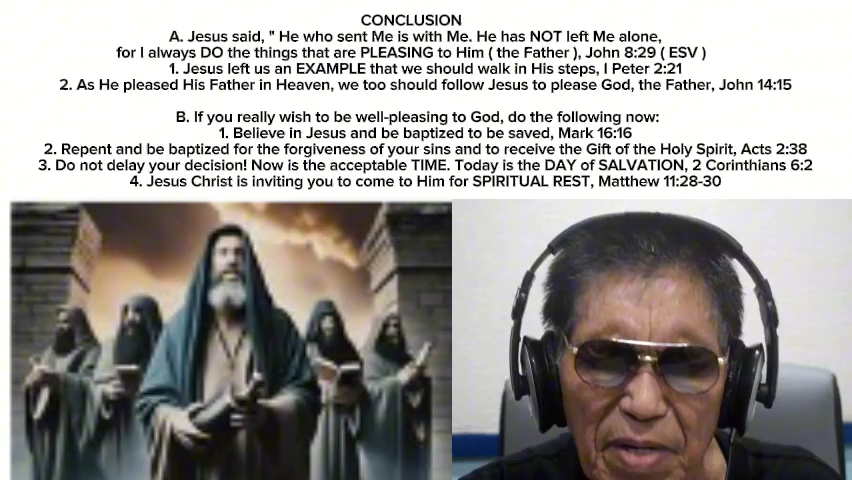 CONCLUSION
A. Jesus said, " He who sent Me is with Me. He has NOT left Me alone,
for I always DO the things that are PLEASING to Him ( the Father ), John 8:29 ( ESV )
1. Jesus left us an EXAMPLE that we should walk in His steps, I Peter 2:21
2. As He pleased His Father in Heaven, we too should follow Jesus to please God, the Father, John 14:15
B. If you really wish to be well-pleasing to God, do the following now:
1. Believe in Jesus and be baptized to be saved, Mark 16:16
2. Repent and be baptized for the forgiveness of your sins and to receive the Gift of the Holy Spirit, Acts 2:38
3. Do not delay your decision! Now is the acceptable TIME. Today is the DAY of SALVATION, 2 Corinthians 6:2
4. Jesus Christ is inviting you to come to Him for SPIRITUAL REST, Matthew 11:28-30